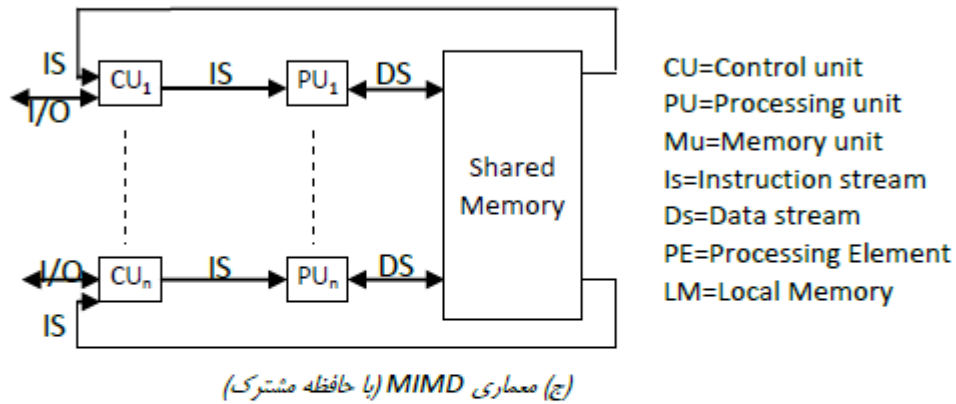 IS
CU1
IS
PU1
DS
I/O
Shared
Memory
I/O
CUn
IS
PUn
DS
IS
CU=Control unit
PU=Processing unit
Mu=Memory unit
Is=Instruction stream
Ds=Data stream
PE=Processing Element
LM=Local Memory
(ج) معماری MIMD (با حافظه مشترک)